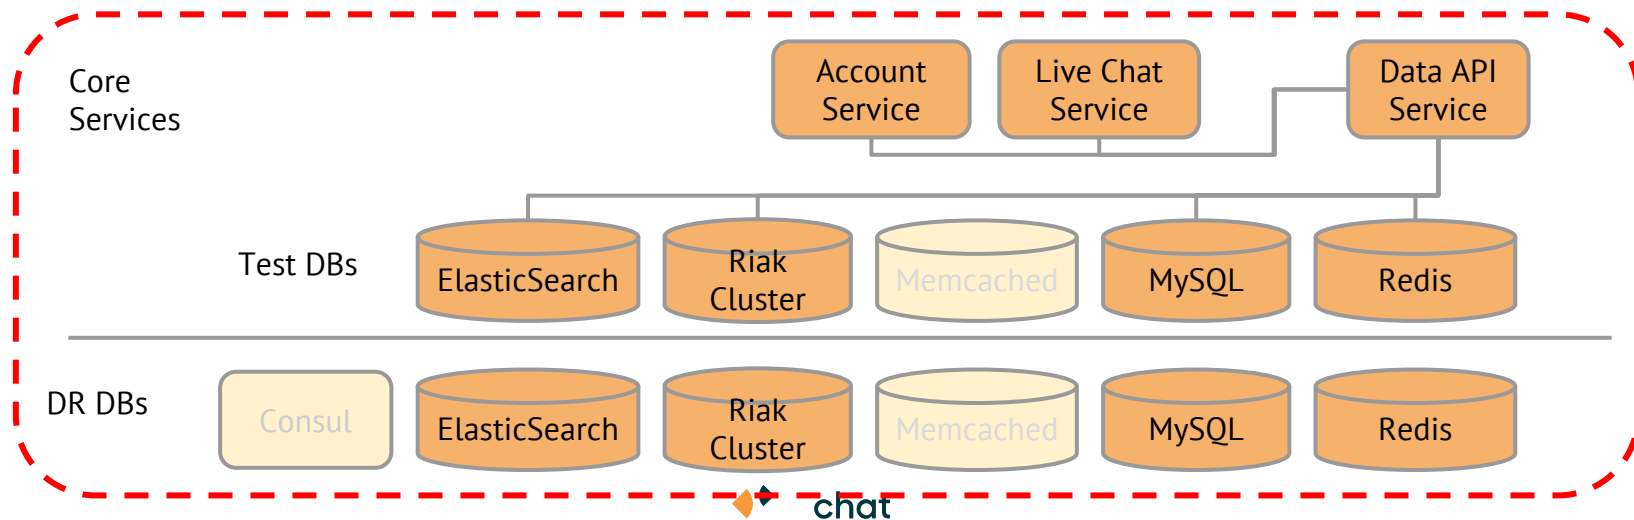 Core
Services
Account
Service
Live Chat
Service
Data API
Service
Test DBs
ElasticSearch
Riak
Cluster
Memcached
MySQL
Redis
DR DBs
Consul
ElasticSearch
Riak
Cluster
Memcached
MySQL
Redis
chat